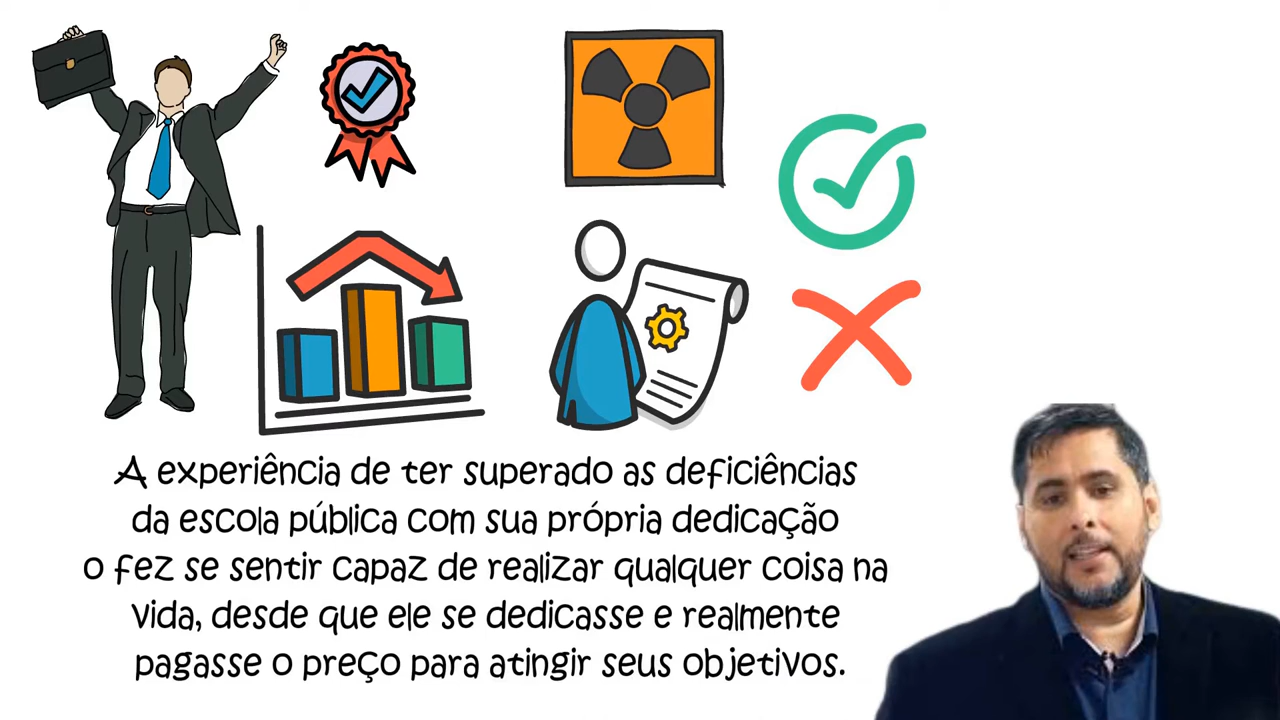 A experiência de ter superado as deficiências
da escola pública com sua própria dedicação
o fez se sentir capaz de realizar qualquer coisa na
vida, desde que ele se dedicasse e realmente
pagasse o preço para atingir seus objetivos.